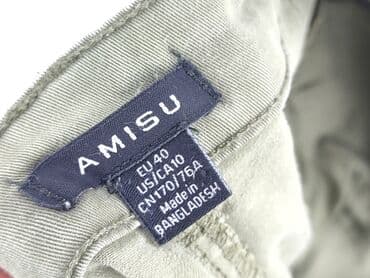 AMISU
EU 40
US/CA 10
CN 170/76A
Made in
BANGLADESH